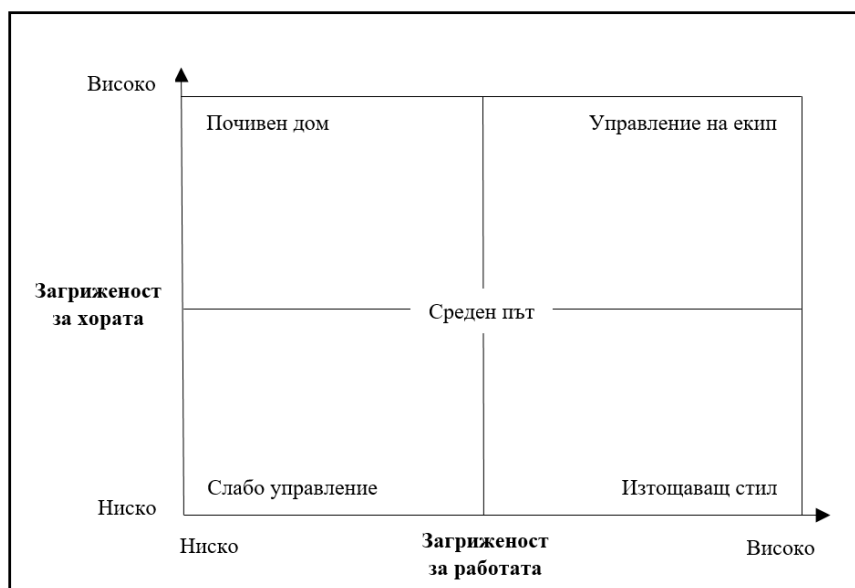 Високо
Почивен дом
Управление на екип
Загриженост
за хората
Среден път
Слабо управление
Изтощаващ стил
Ниско
Ниско
Загриженост
за работата
Високо